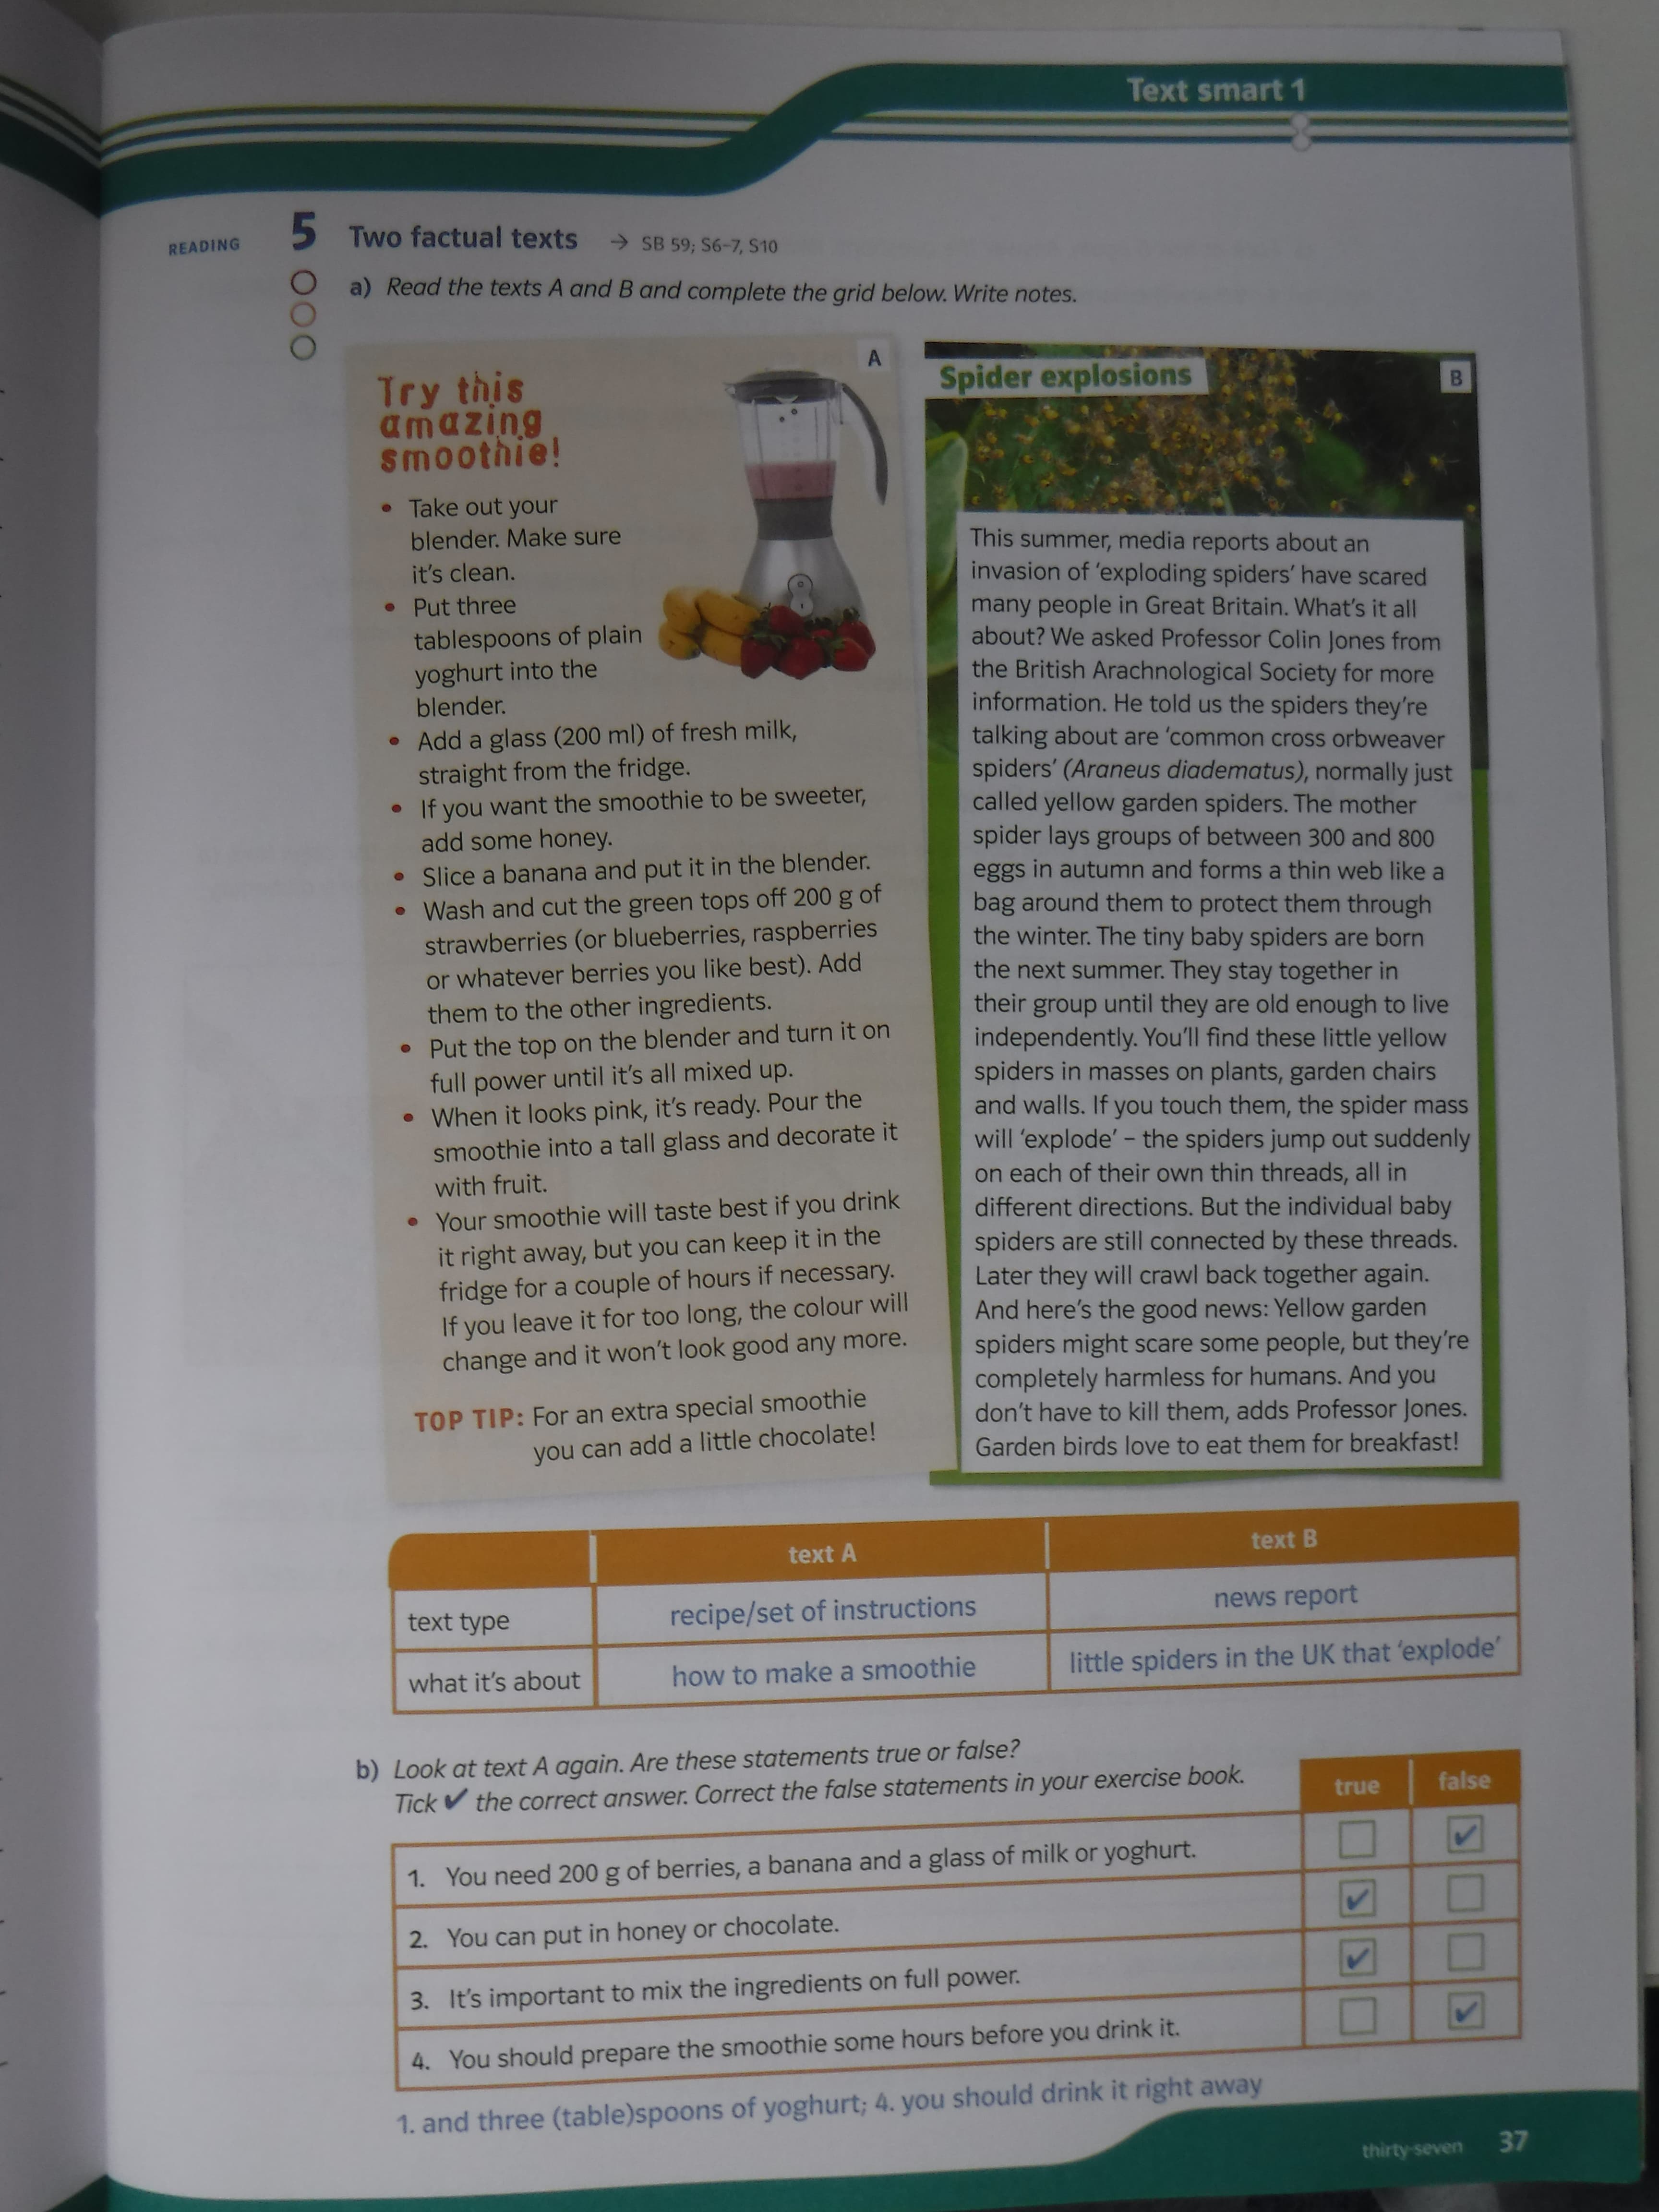 Text smart 1
READING 5 Two factual texts → SB 59; S6–7, S10
a) Read the texts A and B and complete the grid below. Write notes.
A
Try this
amazing
smoothie!
• Take out your
blender. Make sure
it's clean.
• Put three
tablespoons of plain
yoghurt into the
blender.
• Add a glass (200 ml) of fresh milk,
straight from the fridge.
• If you want the smoothie to be sweeter,
add some honey.
• Slice a banana and put it in the blender.
• Wash and cut the green tops off 200 g of
strawberries (or blueberries, raspberries
or whatever berries you like best). Add
them to the other ingredients.
• Put the top on the blender and turn it on
full power until it's all mixed up.
• When it looks pink, it's ready. Pour the
smoothie into a tall glass and decorate it
with fruit.
• Your smoothie will taste best if you drink
it right away, but you can keep it in the
fridge for a couple of hours if necessary.
If you leave it for too long, the colour will
change and it won't look good any more.
TOP TIP: For an extra special smoothie
you can add a little chocolate!
Spider explosions
B
This summer, media reports about an
invasion of 'exploding spiders' have scared
many people in Great Britain. What's it all
about? We asked Professor Colin Jones from
the British Arachnological Society for more
information. He told us the spiders they're
talking about are 'common cross orbweaver
spiders' (Araneus diadematus), normally just
called yellow garden spiders. The mother
spider lays groups of between 300 and 800
eggs in autumn and forms a thin web like a
bag around them to protect them through
the winter. The tiny baby spiders are born
the next summer. They stay together in
their group until they are old enough to live
independently. You'll find these little yellow
spiders in masses on plants, garden chairs
and walls. If you touch them, the spider mass
will 'explode' – the spiders jump out suddenly
on each of their own thin threads, all in
different directions. But the individual baby
spiders are still connected by these threads.
Later they will crawl back together again.
And here's the good news: Yellow garden
spiders might scare some people, but they're
completely harmless for humans. And you
don't have to kill them, adds Professor Jones.
Garden birds love to eat them for breakfast!
text A text B
text type recipe/set of instructions news report
what it's about how to make a smoothie little spiders in the UK that 'explode'
b) Look at text A again. Are these statements true or false?
Tick ✔ the correct answer. Correct the false statements in your exercise book.
true false
1. You need 200 g of berries, a banana and a glass of milk or yoghurt. ✔
2. You can put in honey or chocolate. ✔
3. It's important to mix the ingredients on full power. ✔
4. You should prepare the smoothie some hours before you drink it. ✔
1. and three (table)spoons of yoghurt; 4. you should drink it right away
thirty-seven 37